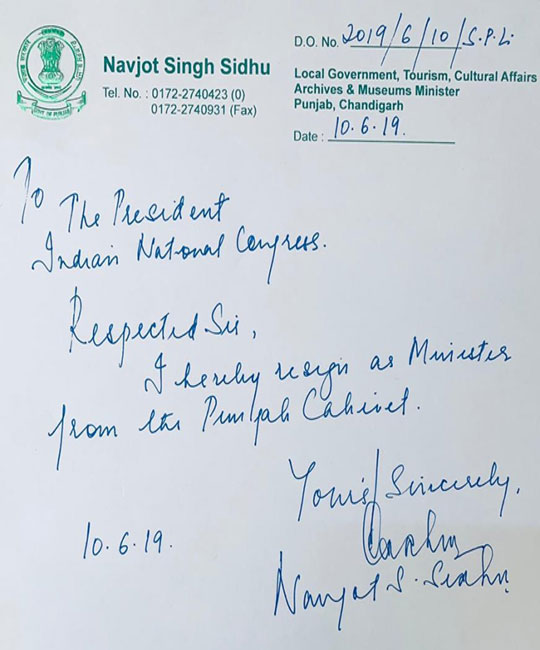 Navjot Singh Sidhu
Tel. No. : 0172-2740423 (0)
0172-2740931 (Fax)
D.O. No. 2019/6/10/S.P.Li
Local Government, Tourism, Cultural Affairs
Archives & Museums Minister
Punjab, Chandigarh
Date : 10.6.19.
To
The President
Indian National Congress.
Respected Sir,
I hereby resign as Minister
from the Punjab Cabinet.
Yours Sincerely,
Navjot S. Sidhu
10.6.19.